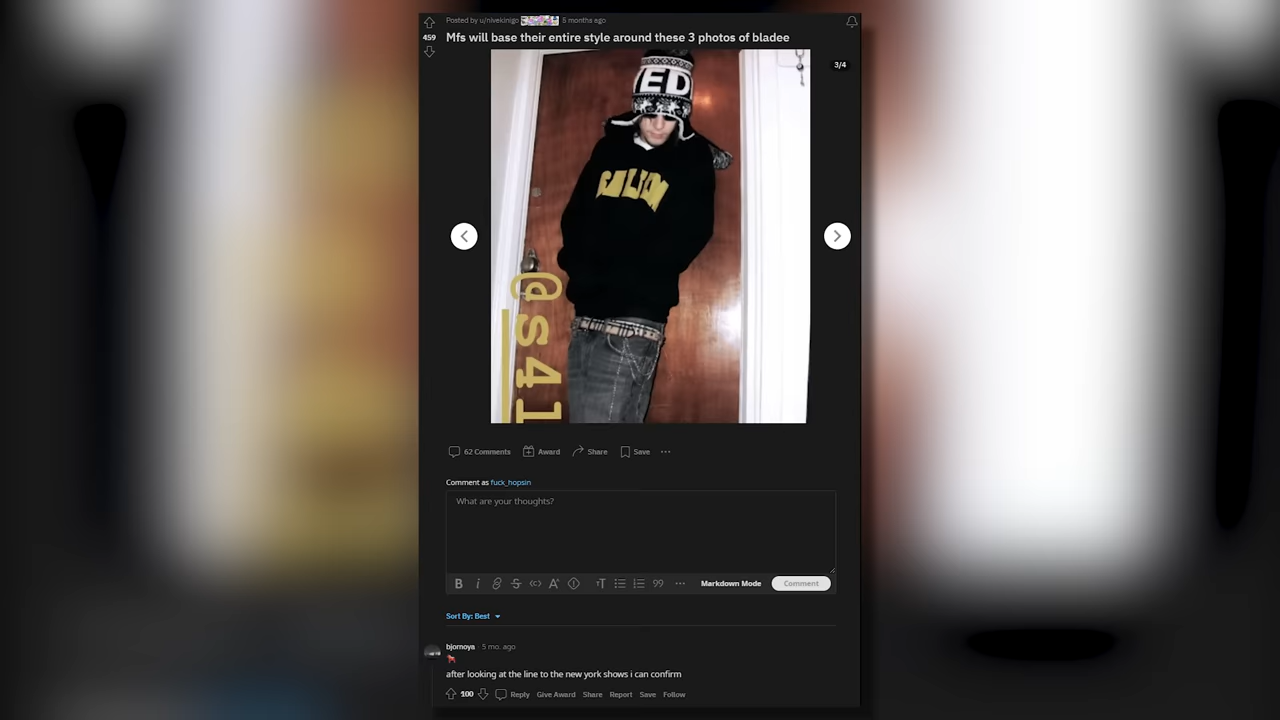 Posted by u/nivekinigo 5 months ago
459
Mfs will base their entire style around these 3 photos of bladee
3/4
ED
@s41
62 Comments Award Share Save
Comment as fuck_hopsin
What are your thoughts?
Markdown Mode Comment
Sort By: Best
bjornoya · 5 mo. ago
after looking at the line to the new york shows i can confirm
100 Reply Give Award Share Report Save Follow